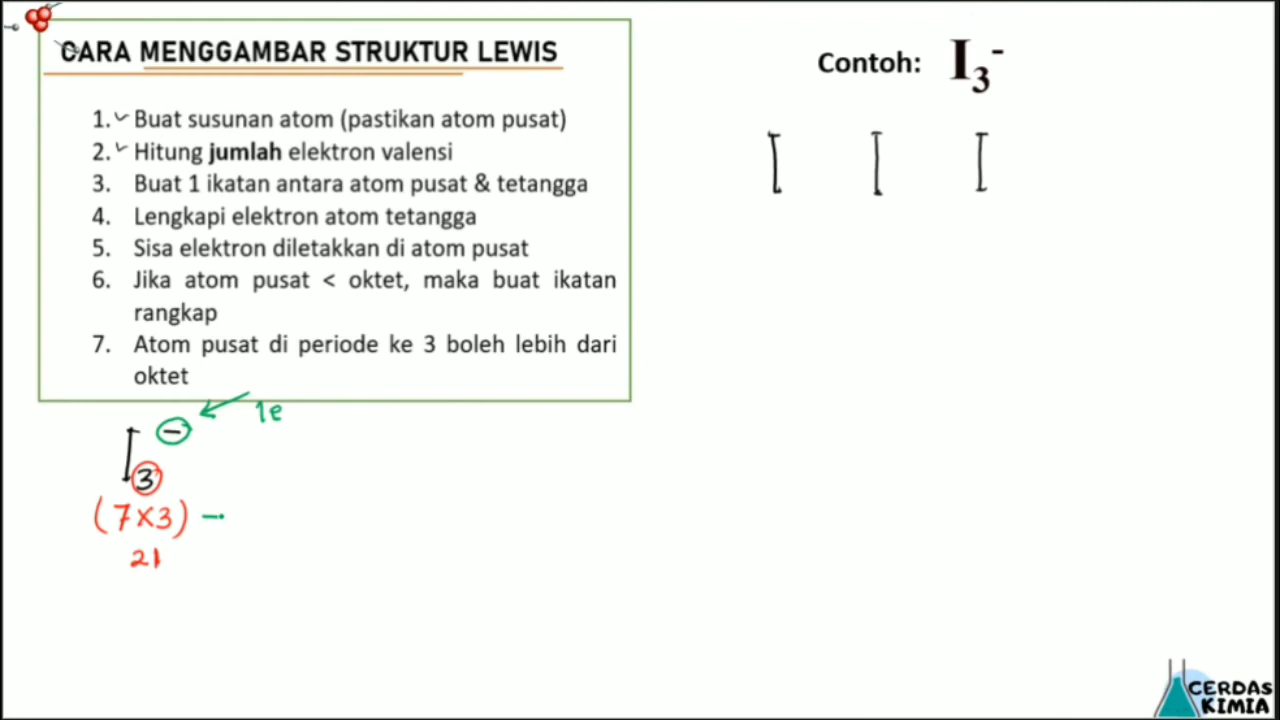 CARA MENGGAMBAR STRUKTUR LEWIS
1. Buat susunan atom (pastikan atom pusat)
2. Hitung jumlah elektron valensi
3. Buat 1 ikatan antara atom pusat & tetangga
4. Lengkapi elektron atom tetangga
5. Sisa elektron diletakkan di atom pusat
6. Jika atom pusat < oktet, maka buat ikatan
rangkap
7. Atom pusat di periode ke 3 boleh lebih dari
oktet
Contoh: I₃⁻
I I I
1e
I₃⁻
(7x3) -
21
CERDAS
KIMIA